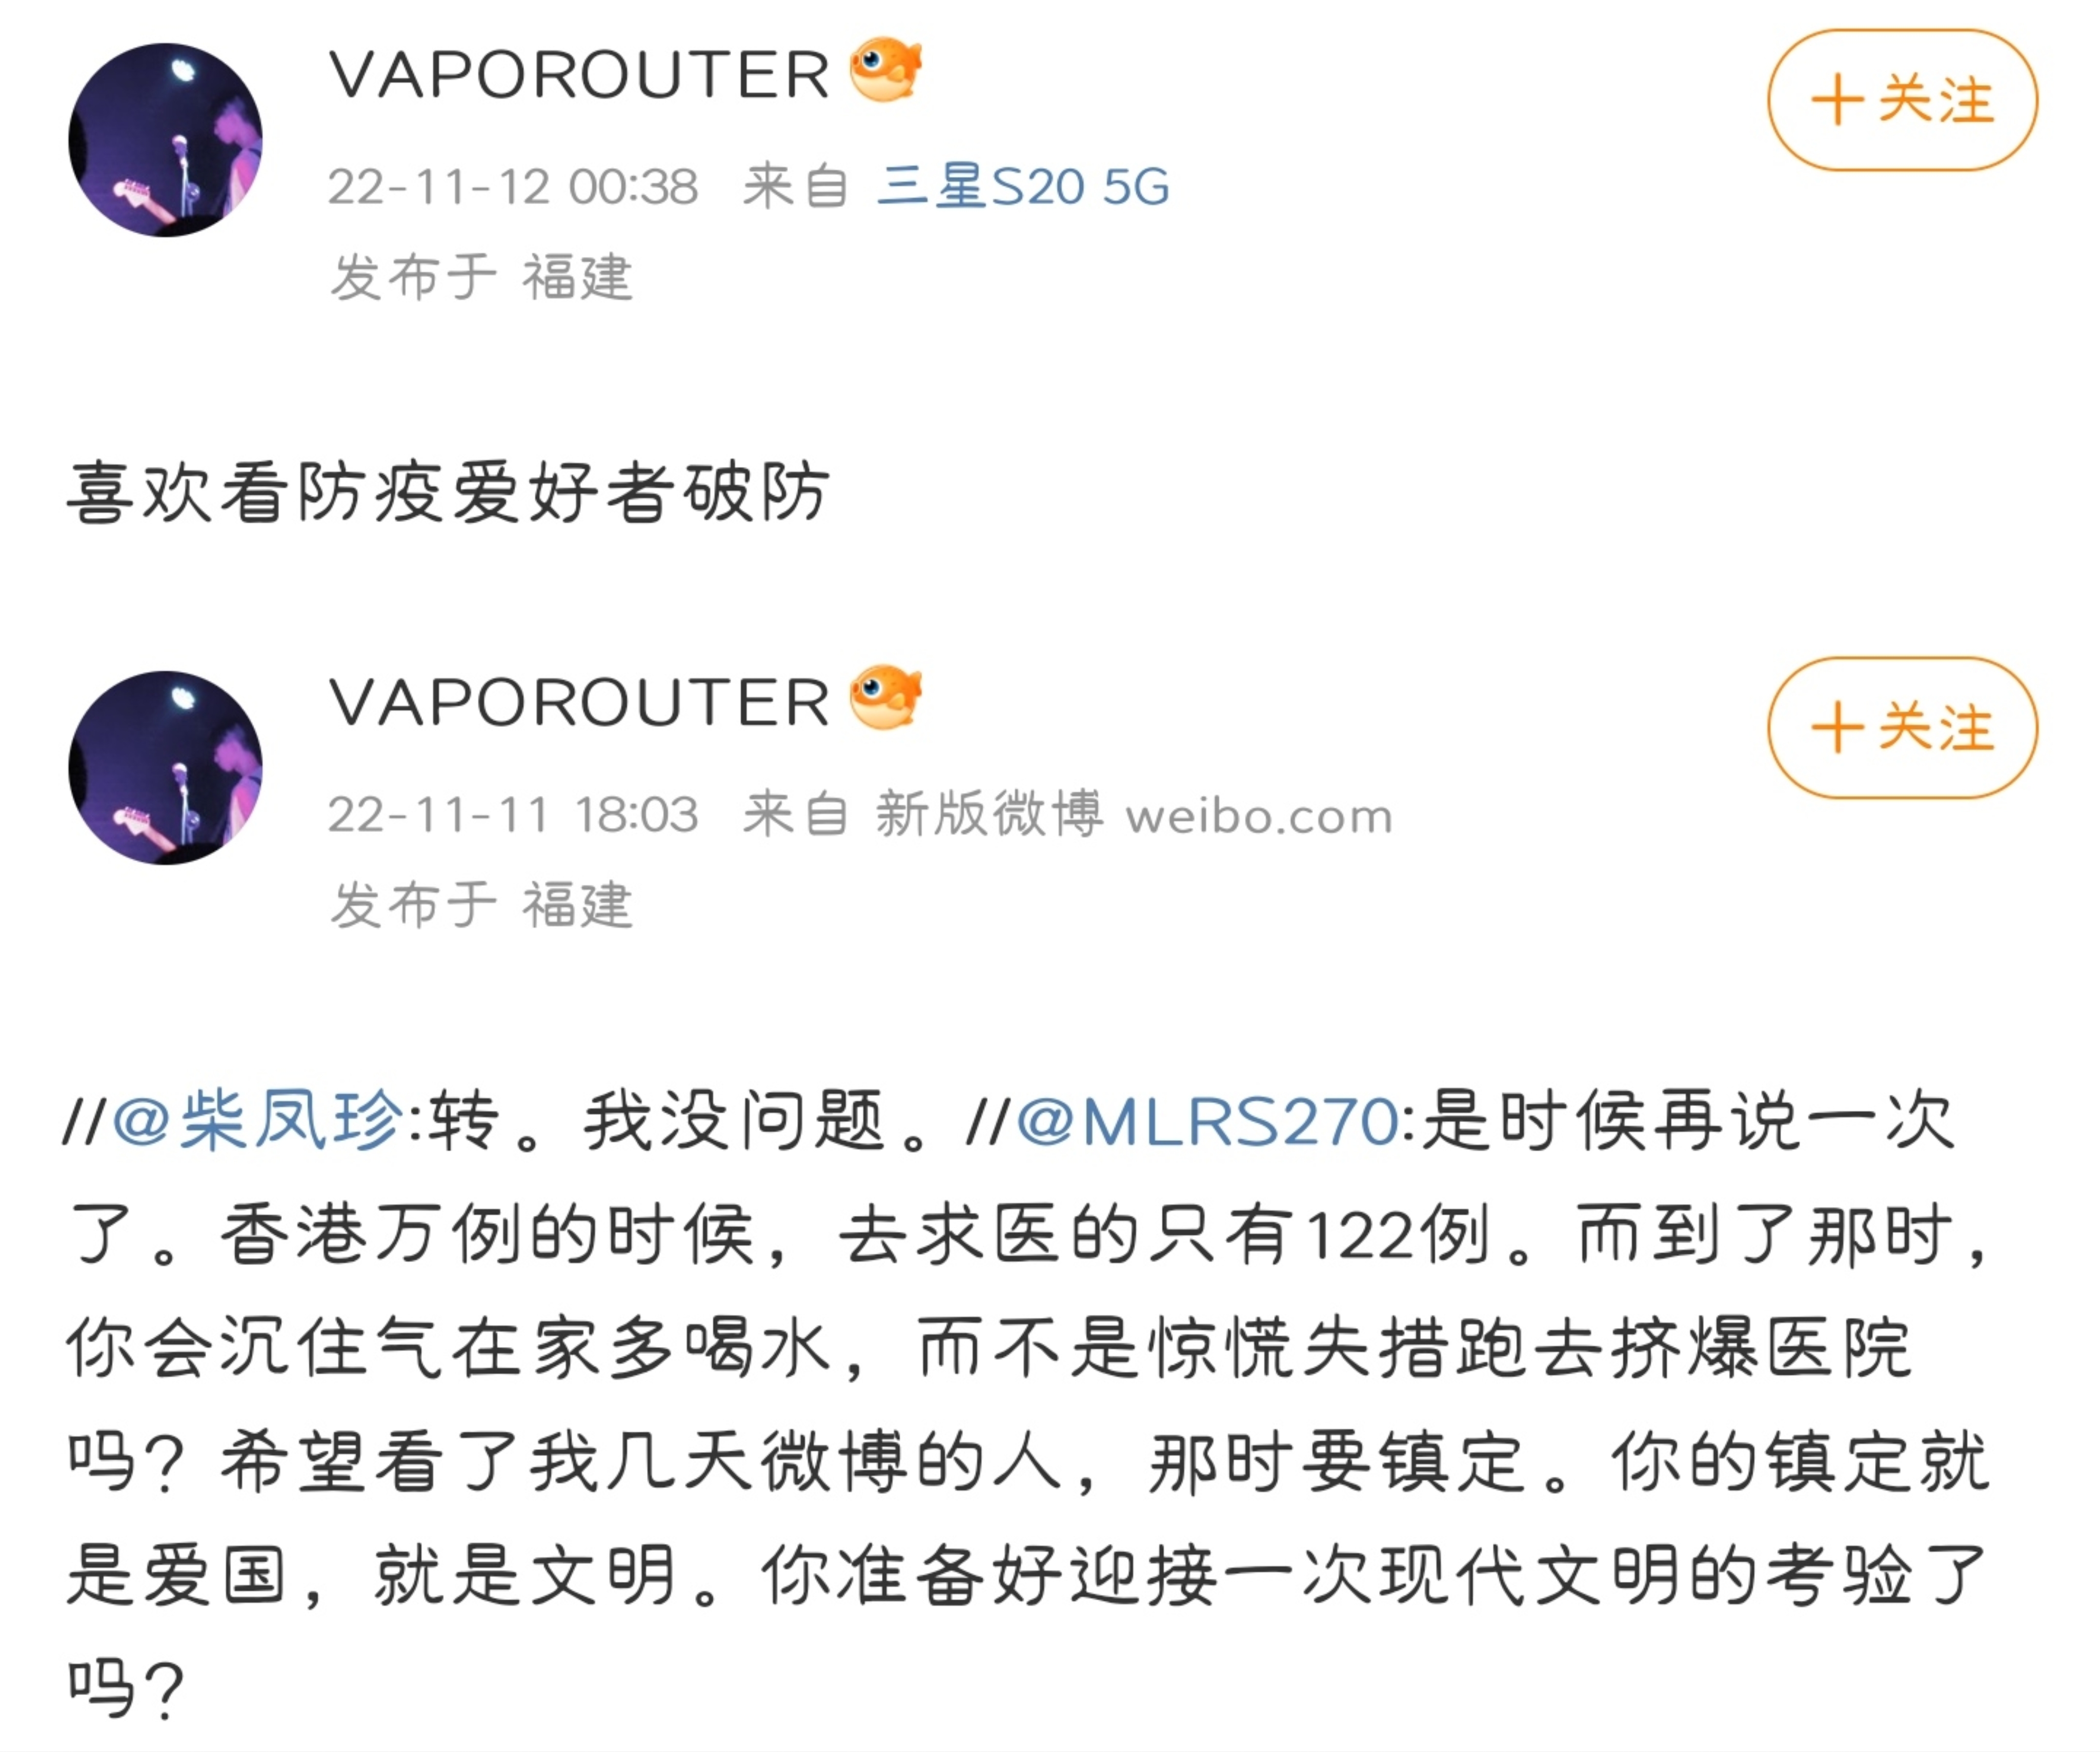 VAPOROUTER
+关注
22-11-12 00:38 来自 三星S20 5G
发布于 福建
喜欢看防疫爱好者破防
VAPOROUTER
+关注
22-11-11 18:03 来自 新版微博 weibo.com
发布于 福建
//@柴凤珍:转。我没问题。//@MLRS270:是时候再说一次
了。香港万例的时候，去求医的只有122例。而到了那时，
你会沉住气在家多喝水，而不是惊慌失措跑去挤爆医院
吗？希望看了我几天微博的人，那时要镇定。你的镇定就
是爱国，就是文明。你准备好迎接一次现代文明的考验了
吗？